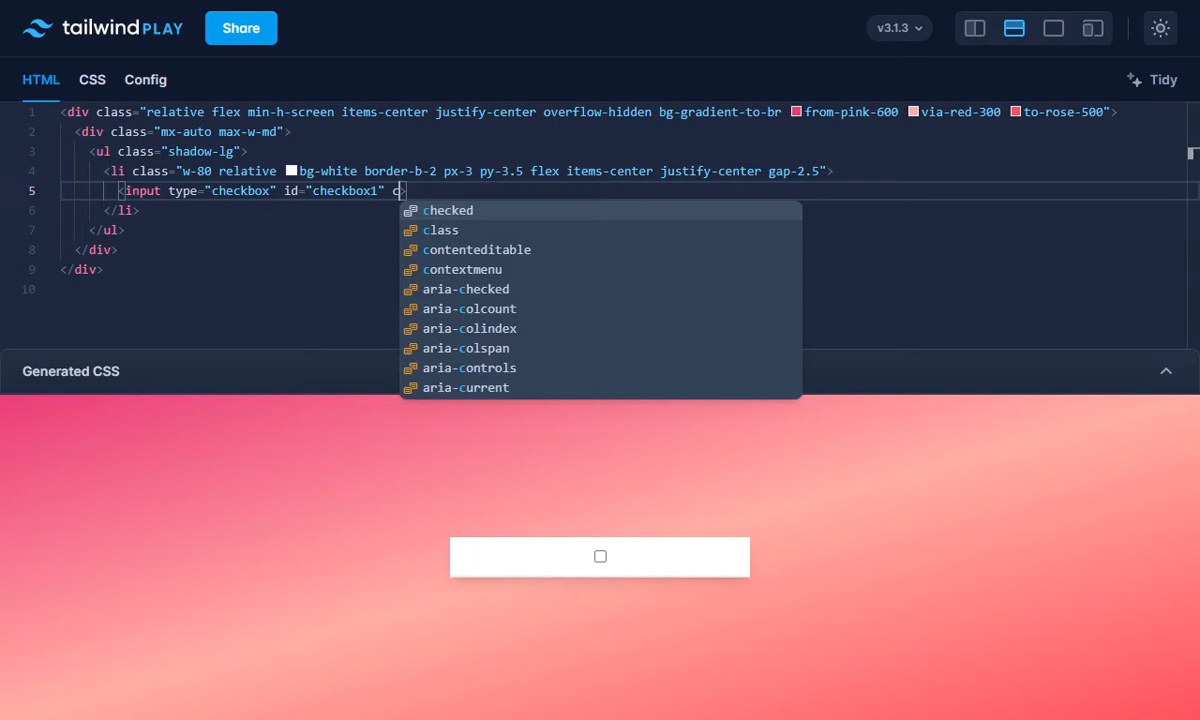 tailwind PLAY Share v3.1.3
HTML CSS Config Tidy
1 <div class="relative flex min-h-screen items-center justify-center overflow-hidden bg-gradient-to-br from-pink-600 via-red-300 to-rose-500">
2 <div class="mx-auto max-w-md">
3 <ul class="shadow-lg">
4 <li class="w-80 relative bg-white border-b-2 px-3 py-3.5 flex items-center justify-center gap-2.5">
5 <input type="checkbox" id="checkbox1" c>
6 </li>
7 </ul>
8 </div>
9 </div>
10
checked
class
contenteditable
contextmenu
aria-checked
aria-colcount
aria-colindex
aria-colspan
aria-controls
aria-current
Generated CSS